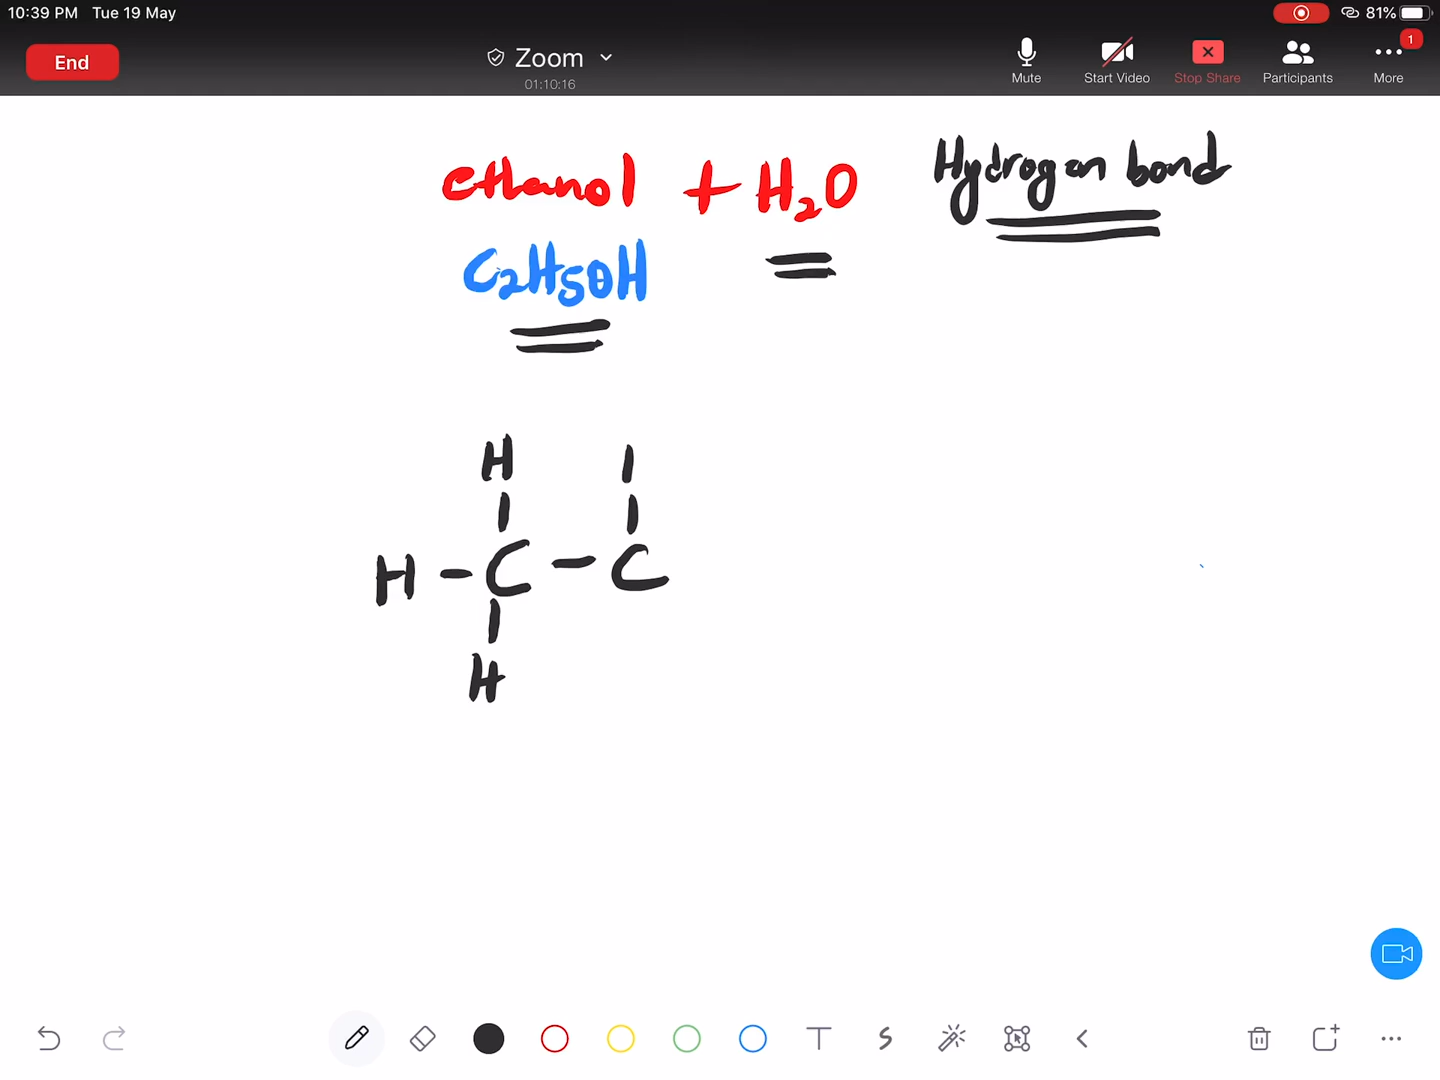 10:39 PM Tue 19 May 81%
End Zoom 01:10:16 Mute Start Video Stop Share Participants More 1
ethanol + H₂O Hydrogen bond
C₂H₅OH
H
H - C - C
H
T